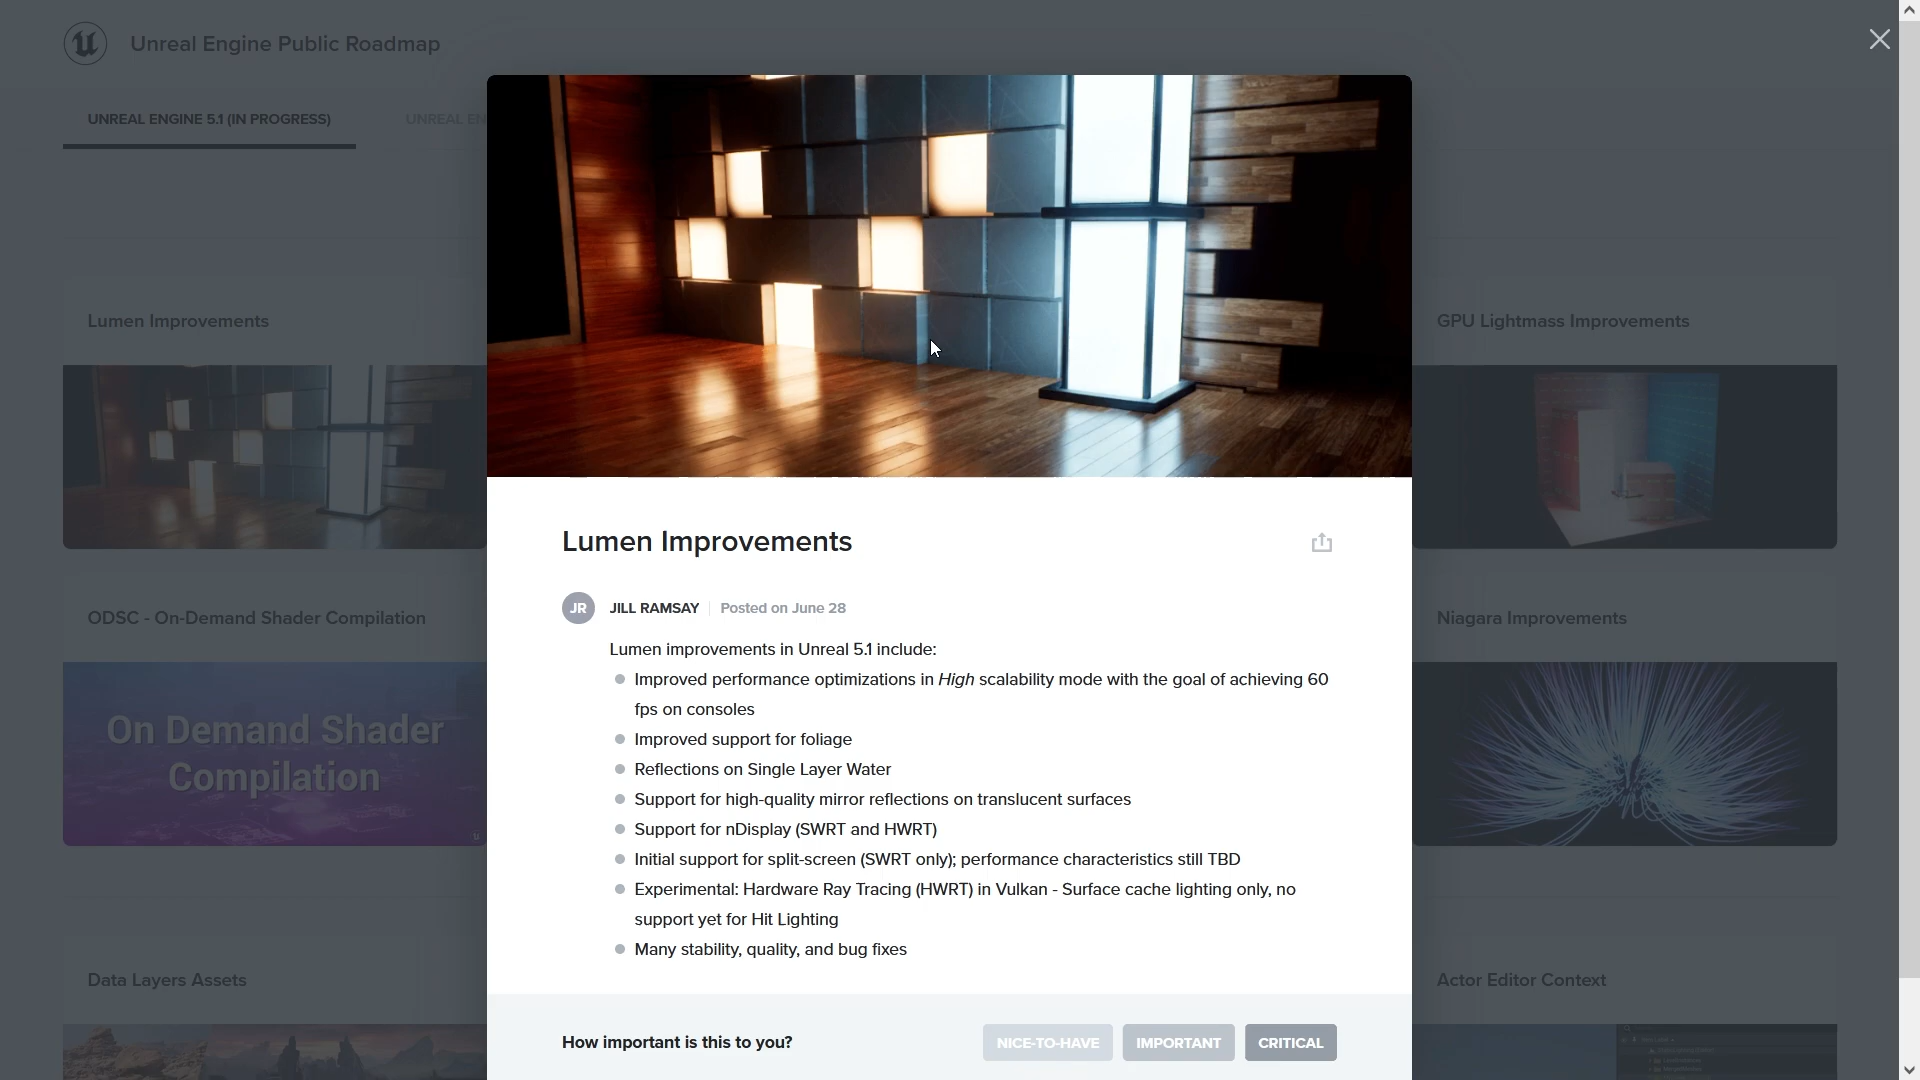 Unreal Engine Public Roadmap
UNREAL ENGINE 5.1 (IN PROGRESS)
UNREAL EN
Lumen Improvements
GPU Lightmass Improvements
Lumen Improvements
JR JILL RAMSAY Posted on June 28
Lumen improvements in Unreal 5.1 include:
Improved performance optimizations in High scalability mode with the goal of achieving 60
fps on consoles
Improved support for foliage
Reflections on Single Layer Water
Support for high-quality mirror reflections on translucent surfaces
Support for nDisplay (SWRT and HWRT)
Initial support for split-screen (SWRT only); performance characteristics still TBD
Experimental: Hardware Ray Tracing (HWRT) in Vulkan - Surface cache lighting only, no
support yet for Hit Lighting
Many stability, quality, and bug fixes
How important is this to you?
NICE-TO-HAVE
IMPORTANT
CRITICAL
ODSC - On-Demand Shader Compilation
On Demand Shader
Compilation
Niagara Improvements
Data Layers Assets
Actor Editor Context